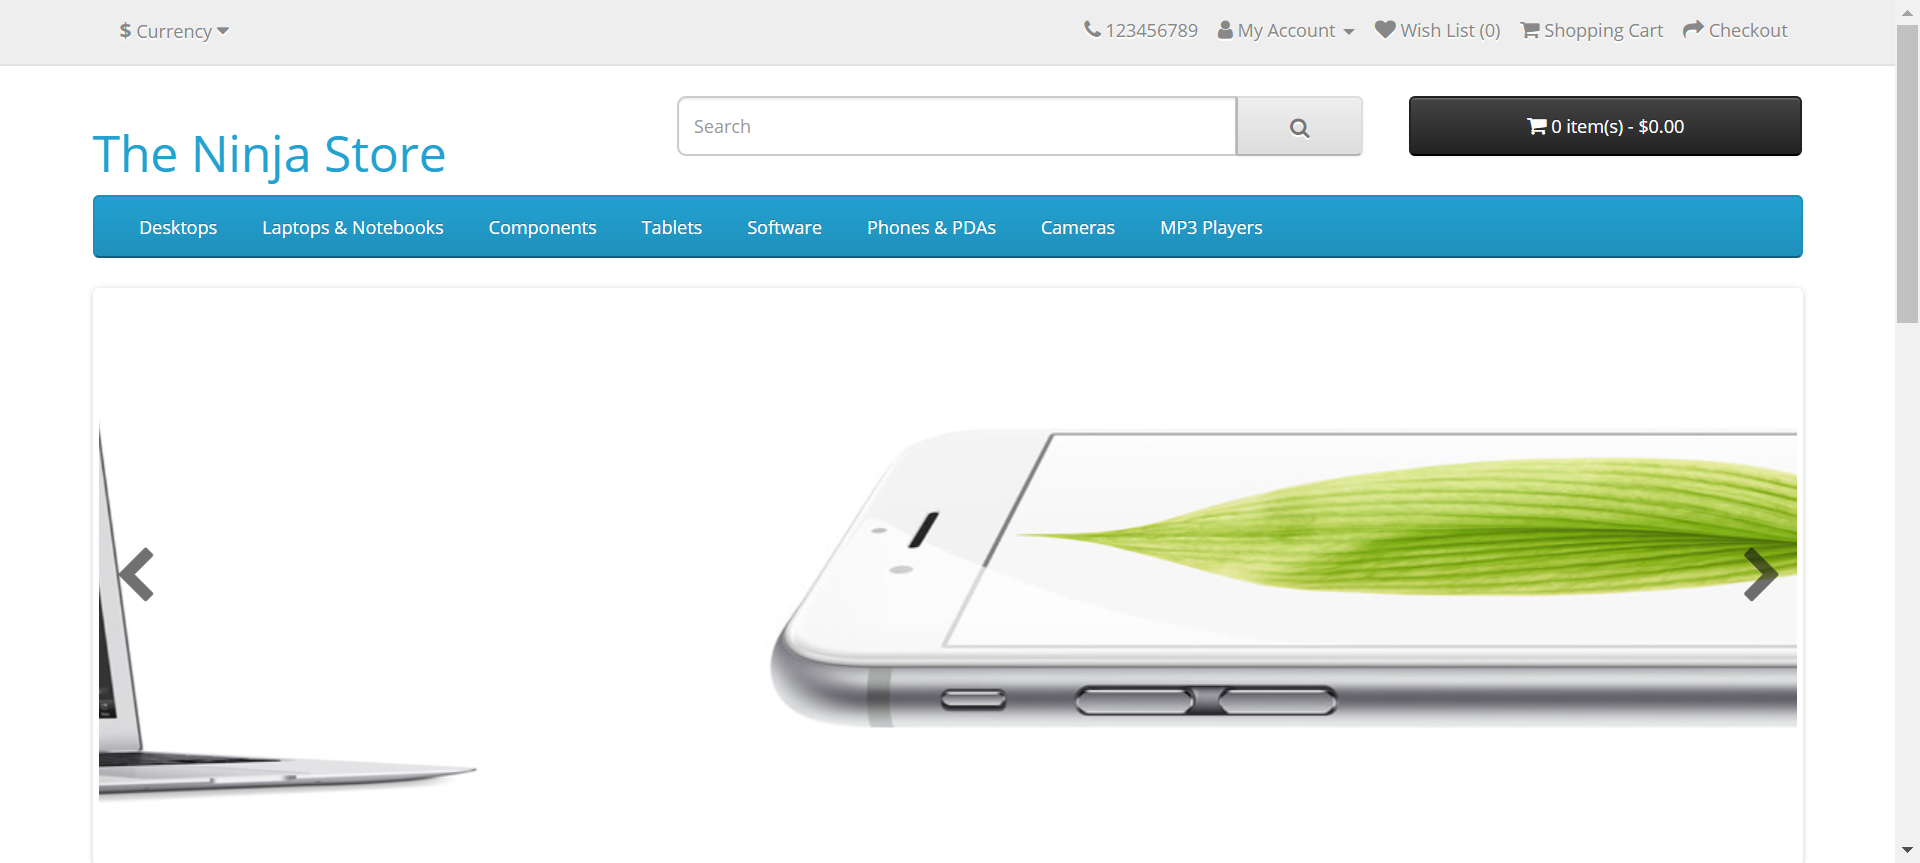 $ Currency
123456789 My Account Wish List (0) Shopping Cart Checkout
The Ninja Store
Search
0 item(s) - $0.00
Desktops Laptops & Notebooks Components Tablets Software Phones & PDAs Cameras MP3 Players